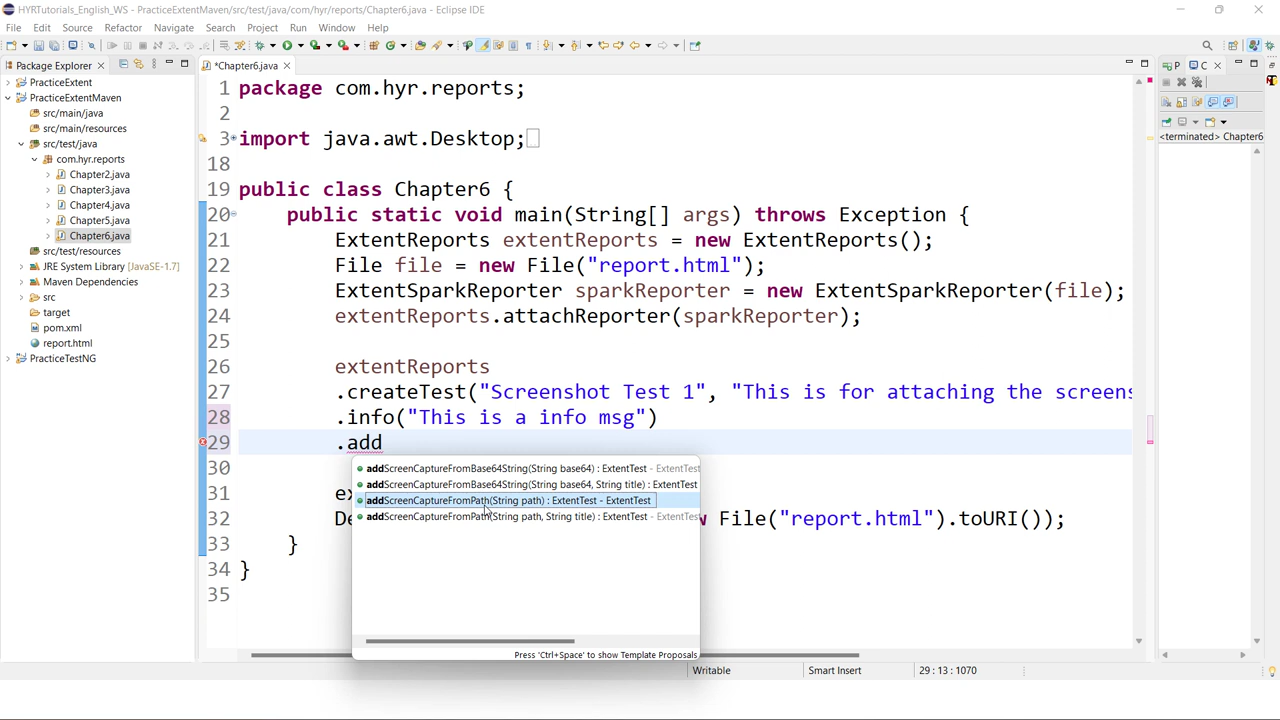 HYRTutorials_English_WS - PracticeExtentMaven/src/test/java/com/hyr/reports/Chapter6.java - Eclipse IDE
File Edit Source Refactor Navigate Search Project Run Window Help
Package Explorer
*Chapter6.java
P
C
PracticeExtent
PracticeExtentMaven
src/main/java
src/main/resources
src/test/java
com.hyr.reports
Chapter2.java
Chapter3.java
Chapter4.java
Chapter5.java
Chapter6.java
src/test/resources
JRE System Library [JavaSE-1.7]
Maven Dependencies
src
target
pom.xml
report.html
PracticeTestNG
1 package com.hyr.reports;
2
3 import java.awt.Desktop;
18
19 public class Chapter6 {
20 public static void main(String[] args) throws Exception {
21 ExtentReports extentReports = new ExtentReports();
22 File file = new File("report.html");
23 ExtentSparkReporter sparkReporter = new ExtentSparkReporter(file);
24 extentReports.attachReporter(sparkReporter);
25
26 extentReports
27 .createTest("Screenshot Test 1", "This is for attaching the screens
28 .info("This is a info msg")
29 .add
30
31 e
32 De w File("report.html").toURI());
33 }
34 }
35
addScreenCaptureFromBase64String(String base64) : ExtentTest - ExtentTest
addScreenCaptureFromBase64String(String base64, String title) : ExtentTest
addScreenCaptureFromPath(String path) : ExtentTest - ExtentTest
addScreenCaptureFromPath(String path, String title) : ExtentTest - ExtentTes
Press 'Ctrl+Space' to show Template Proposals
<terminated> Chapter6
Writable
Smart Insert
29 : 13 : 1070